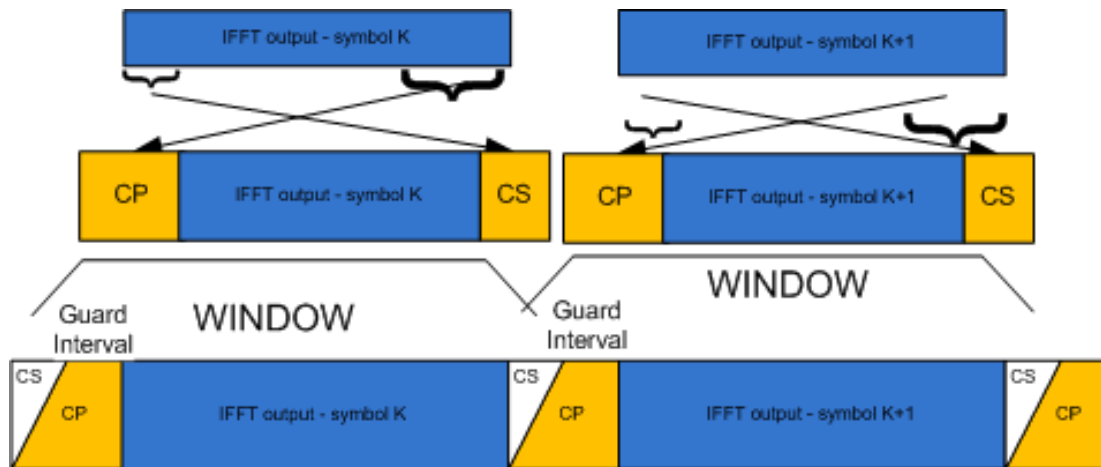 IFFT output - symbol K
IFFT output - symbol K+1
CP
IFFT output - symbol K
CS
CP
IFFT output - symbol K+1
CS
Guard
Interval
WINDOW
Guard
Interval
WINDOW
CS
CP
IFFT output - symbol K
CS
CP
IFFT output - symbol K+1
CS
CP